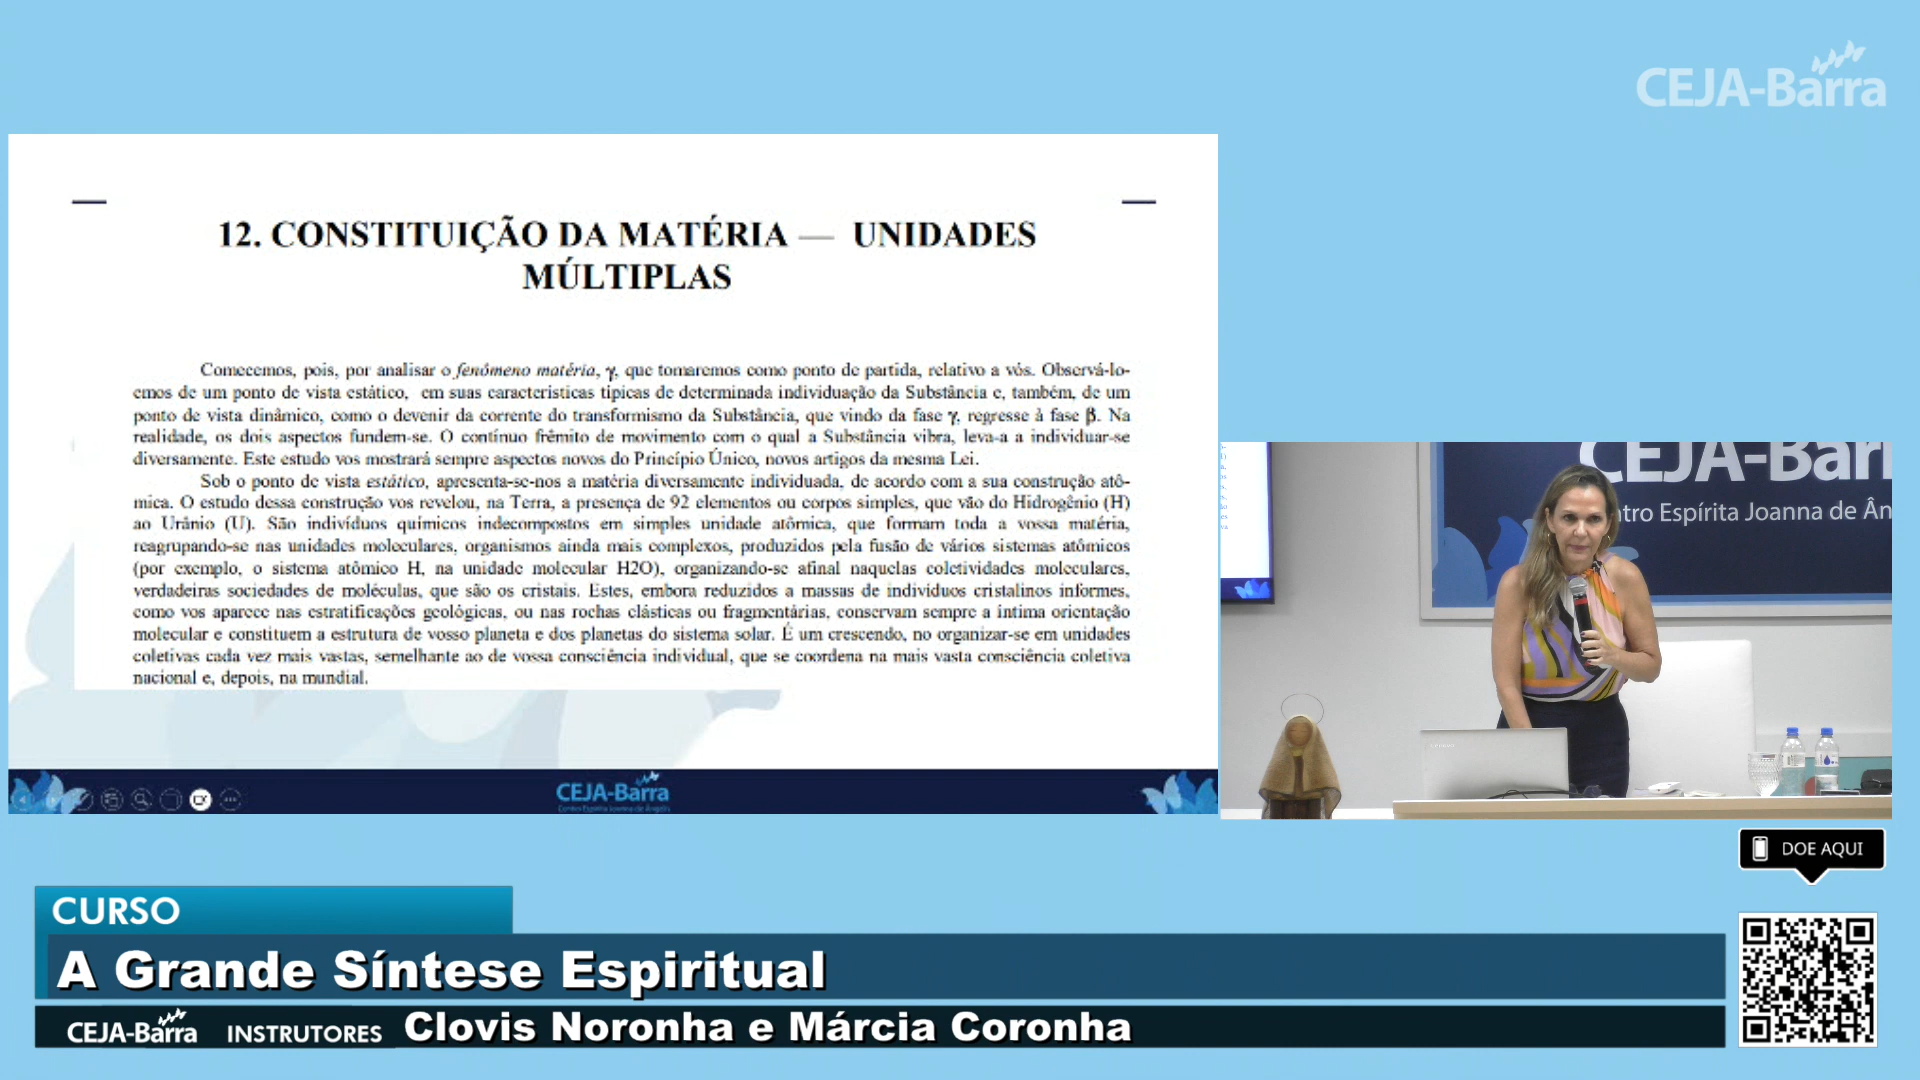 CEJA-Barra
12. CONSTITUIÇÃO DA MATÉRIA — UNIDADES
MÚLTIPLAS
Comecemos, pois, por analisar o fenômeno matéria, γ, que tomaremos como ponto de partida, relativo a vós. Observá-lo-
emos de um ponto de vista estático, em suas características típicas de determinada individuação da Substância e, também, de um
ponto de vista dinâmico, como o devenir da corrente do transformismo da Substância, que vindo da fase γ, regresse à fase β. Na
realidade, os dois aspectos fundem-se. O contínuo frêmito de movimento com o qual a Substância vibra, leva-a a individuar-se
diversamente. Este estudo vos mostrará sempre aspectos novos do Princípio Único, novos artigos da mesma Lei.
Sob o ponto de vista estático, apresenta-se-nos a matéria diversamente individuada, de acordo com a sua construção atô-
mica. O estudo dessa construção vos revelou, na Terra, a presença de 92 elementos ou corpos simples, que vão do Hidrogênio (H)
ao Urânio (U). São indivíduos químicos indecompostos em simples unidade atômica, que formam toda a vossa matéria,
reagrupando-se nas unidades moleculares, organismos ainda mais complexos, produzidos pela fusão de vários sistemas atômicos
(por exemplo, o sistema atômico H, na unidade molecular H2O), organizando-se afinal naquelas coletividades moleculares,
verdadeiras sociedades de moléculas, que são os cristais. Estes, embora reduzidos a massas de indivíduos cristalinos informes,
como vos aparece nas estratificações geológicas, ou nas rochas clásticas ou fragmentárias, conservam sempre a íntima orientação
molecular e constituem a estrutura de vosso planeta e dos planetas do sistema solar. É um crescendo, no organizar-se em unidades
coletivas cada vez mais vastas, semelhante ao de vossa consciência individual, que se coordena na mais vasta consciência coletiva
nacional e, depois, na mundial.
CEJA-Barra
Centro Espírita Joanna de Ângelis
CEJA-Barr
ntro Espírita Joanna de Ân
DOE AQUI
CURSO
A Grande Síntese Espiritual
CEJA-Barra INSTRUTORES Clovis Noronha e Márcia Coronha